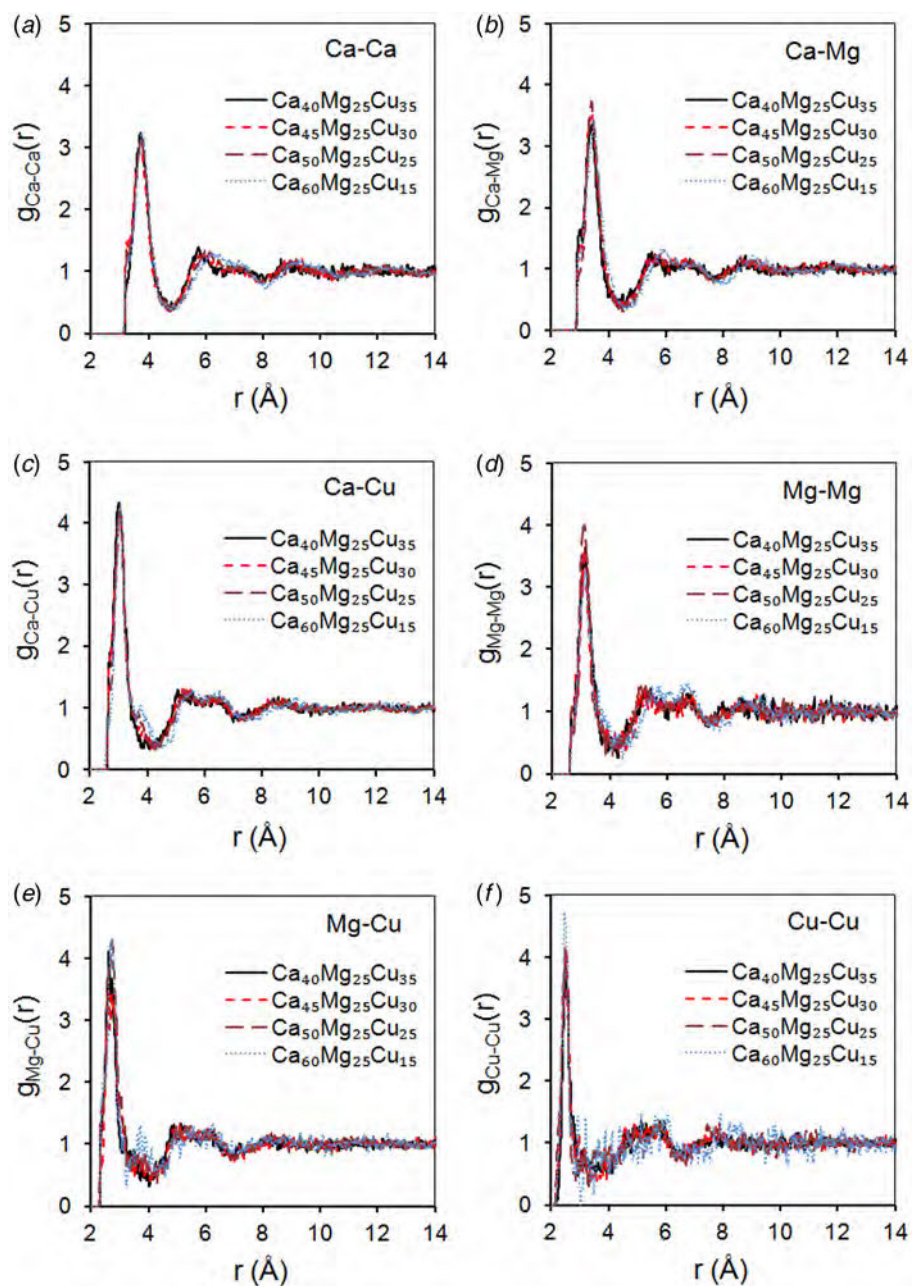 (a)
5
4
3
2
1
0
g_Ca-Ca(r)
Ca-Ca
Ca₄₀Mg₂₅Cu₃₅
Ca₄₅Mg₂₅Cu₃₀
Ca₅₀Mg₂₅Cu₂₅
Ca₆₀Mg₂₅Cu₁₅
2 4 6 8 10 12 14
r (Å)
(b)
5
4
3
2
1
0
g_Ca-Mg(r)
Ca-Mg
Ca₄₀Mg₂₅Cu₃₅
Ca₄₅Mg₂₅Cu₃₀
Ca₅₀Mg₂₅Cu₂₅
Ca₆₀Mg₂₅Cu₁₅
2 4 6 8 10 12 14
r (Å)
(c)
5
4
3
2
1
0
g_Ca-Cu(r)
Ca-Cu
Ca₄₀Mg₂₅Cu₃₅
Ca₄₅Mg₂₅Cu₃₀
Ca₅₀Mg₂₅Cu₂₅
Ca₆₀Mg₂₅Cu₁₅
2 4 6 8 10 12 14
r (Å)
(d)
5
4
3
2
1
0
g_Mg-Mg(r)
Mg-Mg
Ca₄₀Mg₂₅Cu₃₅
Ca₄₅Mg₂₅Cu₃₀
Ca₅₀Mg₂₅Cu₂₅
Ca₆₀Mg₂₅Cu₁₅
2 4 6 8 10 12 14
r (Å)
(e)
5
4
3
2
1
0
g_Mg-Cu(r)
Mg-Cu
Ca₄₀Mg₂₅Cu₃₅
Ca₄₅Mg₂₅Cu₃₀
Ca₅₀Mg₂₅Cu₂₅
Ca₆₀Mg₂₅Cu₁₅
2 4 6 8 10 12 14
r (Å)
(f)
5
4
3
2
1
0
g_Cu-Cu(r)
Cu-Cu
Ca₄₀Mg₂₅Cu₃₅
Ca₄₅Mg₂₅Cu₃₀
Ca₅₀Mg₂₅Cu₂₅
Ca₆₀Mg₂₅Cu₁₅
2 4 6 8 10 12 14
r (Å)